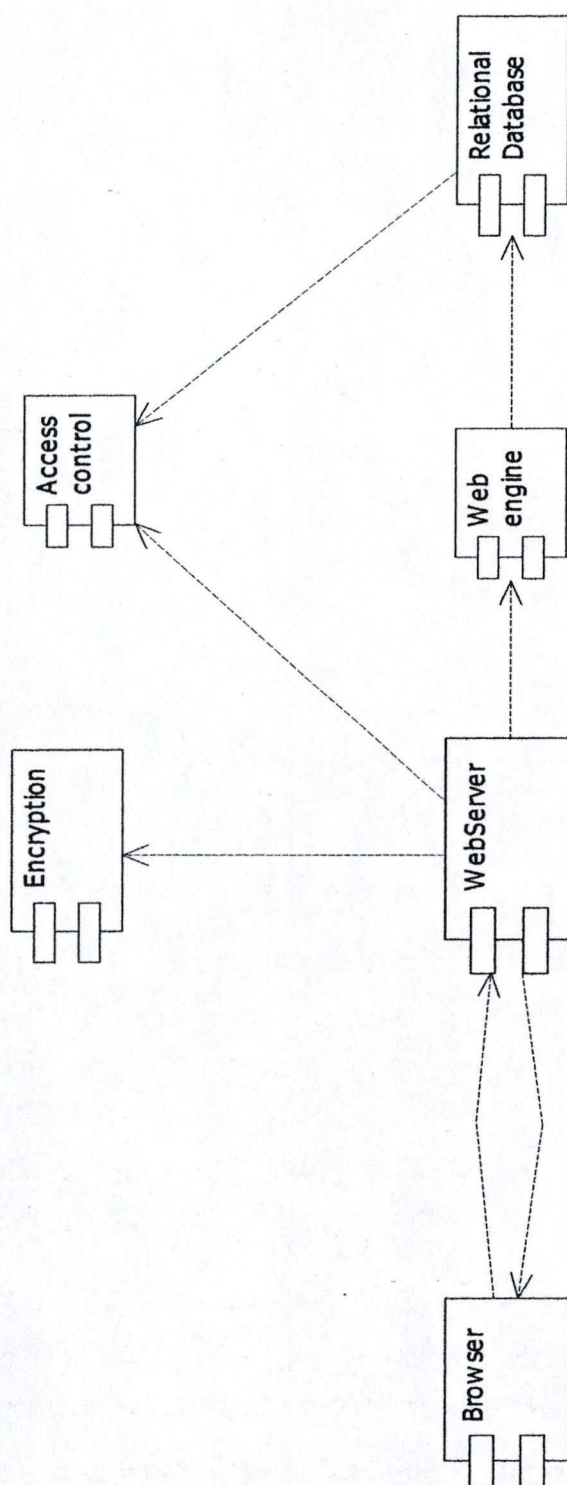 Encryption
Access
control
Browser
WebServer
Web
engine
Relational
Database